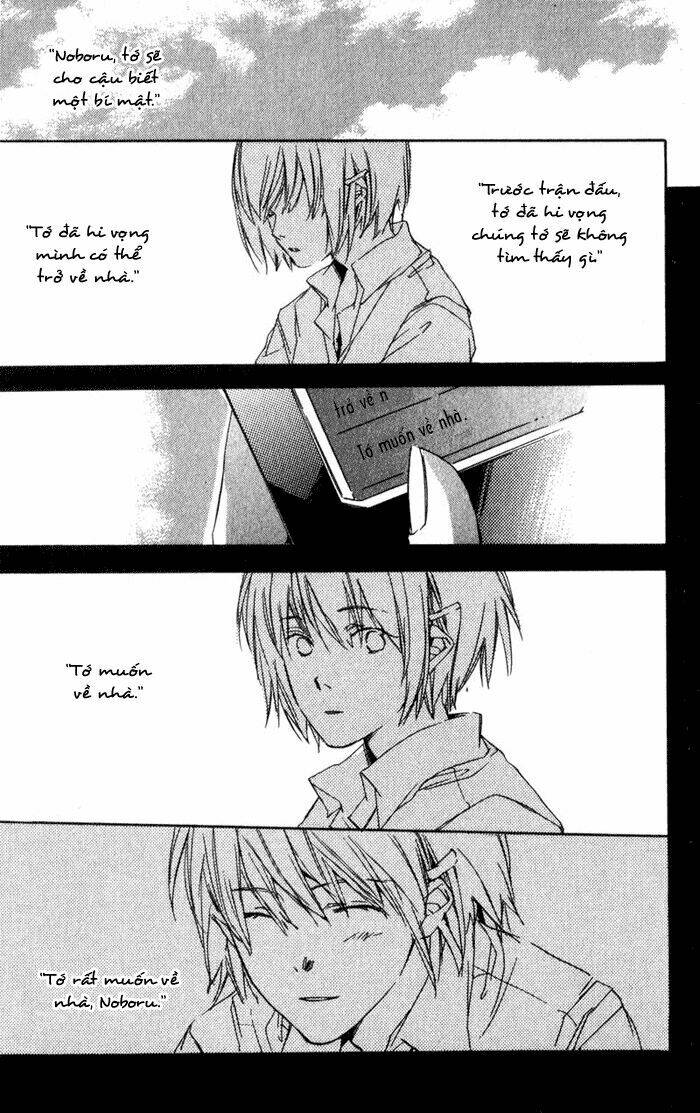 "Noboru, tớ sẽ
cho cậu biết
một bí mật."
"Trước trận đấu,
tớ đã hi vọng
chúng tớ sẽ không
tìm thấy gì."
"Tớ đã hi vọng
mình có thể
trở về nhà."
trở về n
Tớ muốn về nhà.
"Tớ muốn
về nhà."
"Tớ rất muốn về
nhà, Noboru."